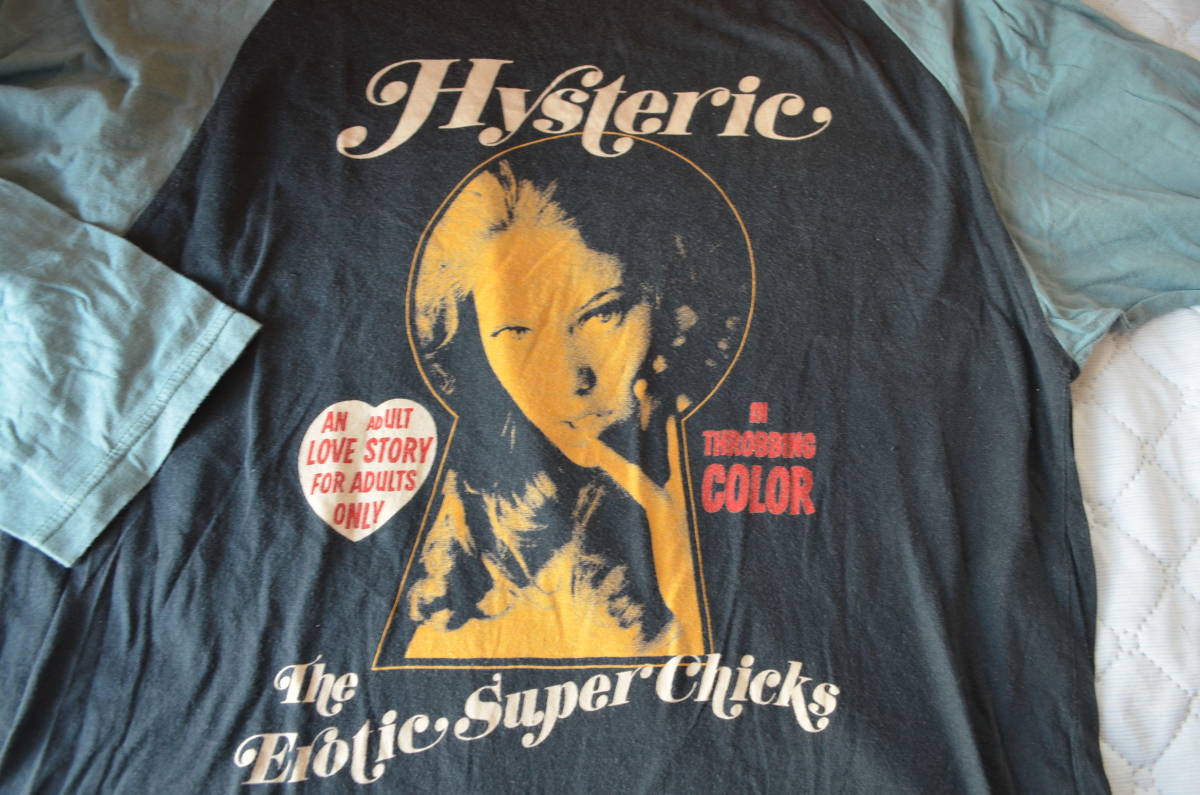 Hysteric
AN ADULT
LOVE STORY
FOR ADULTS
ONLY
IN
THROBBING
COLOR
The
Erotic Super Chicks